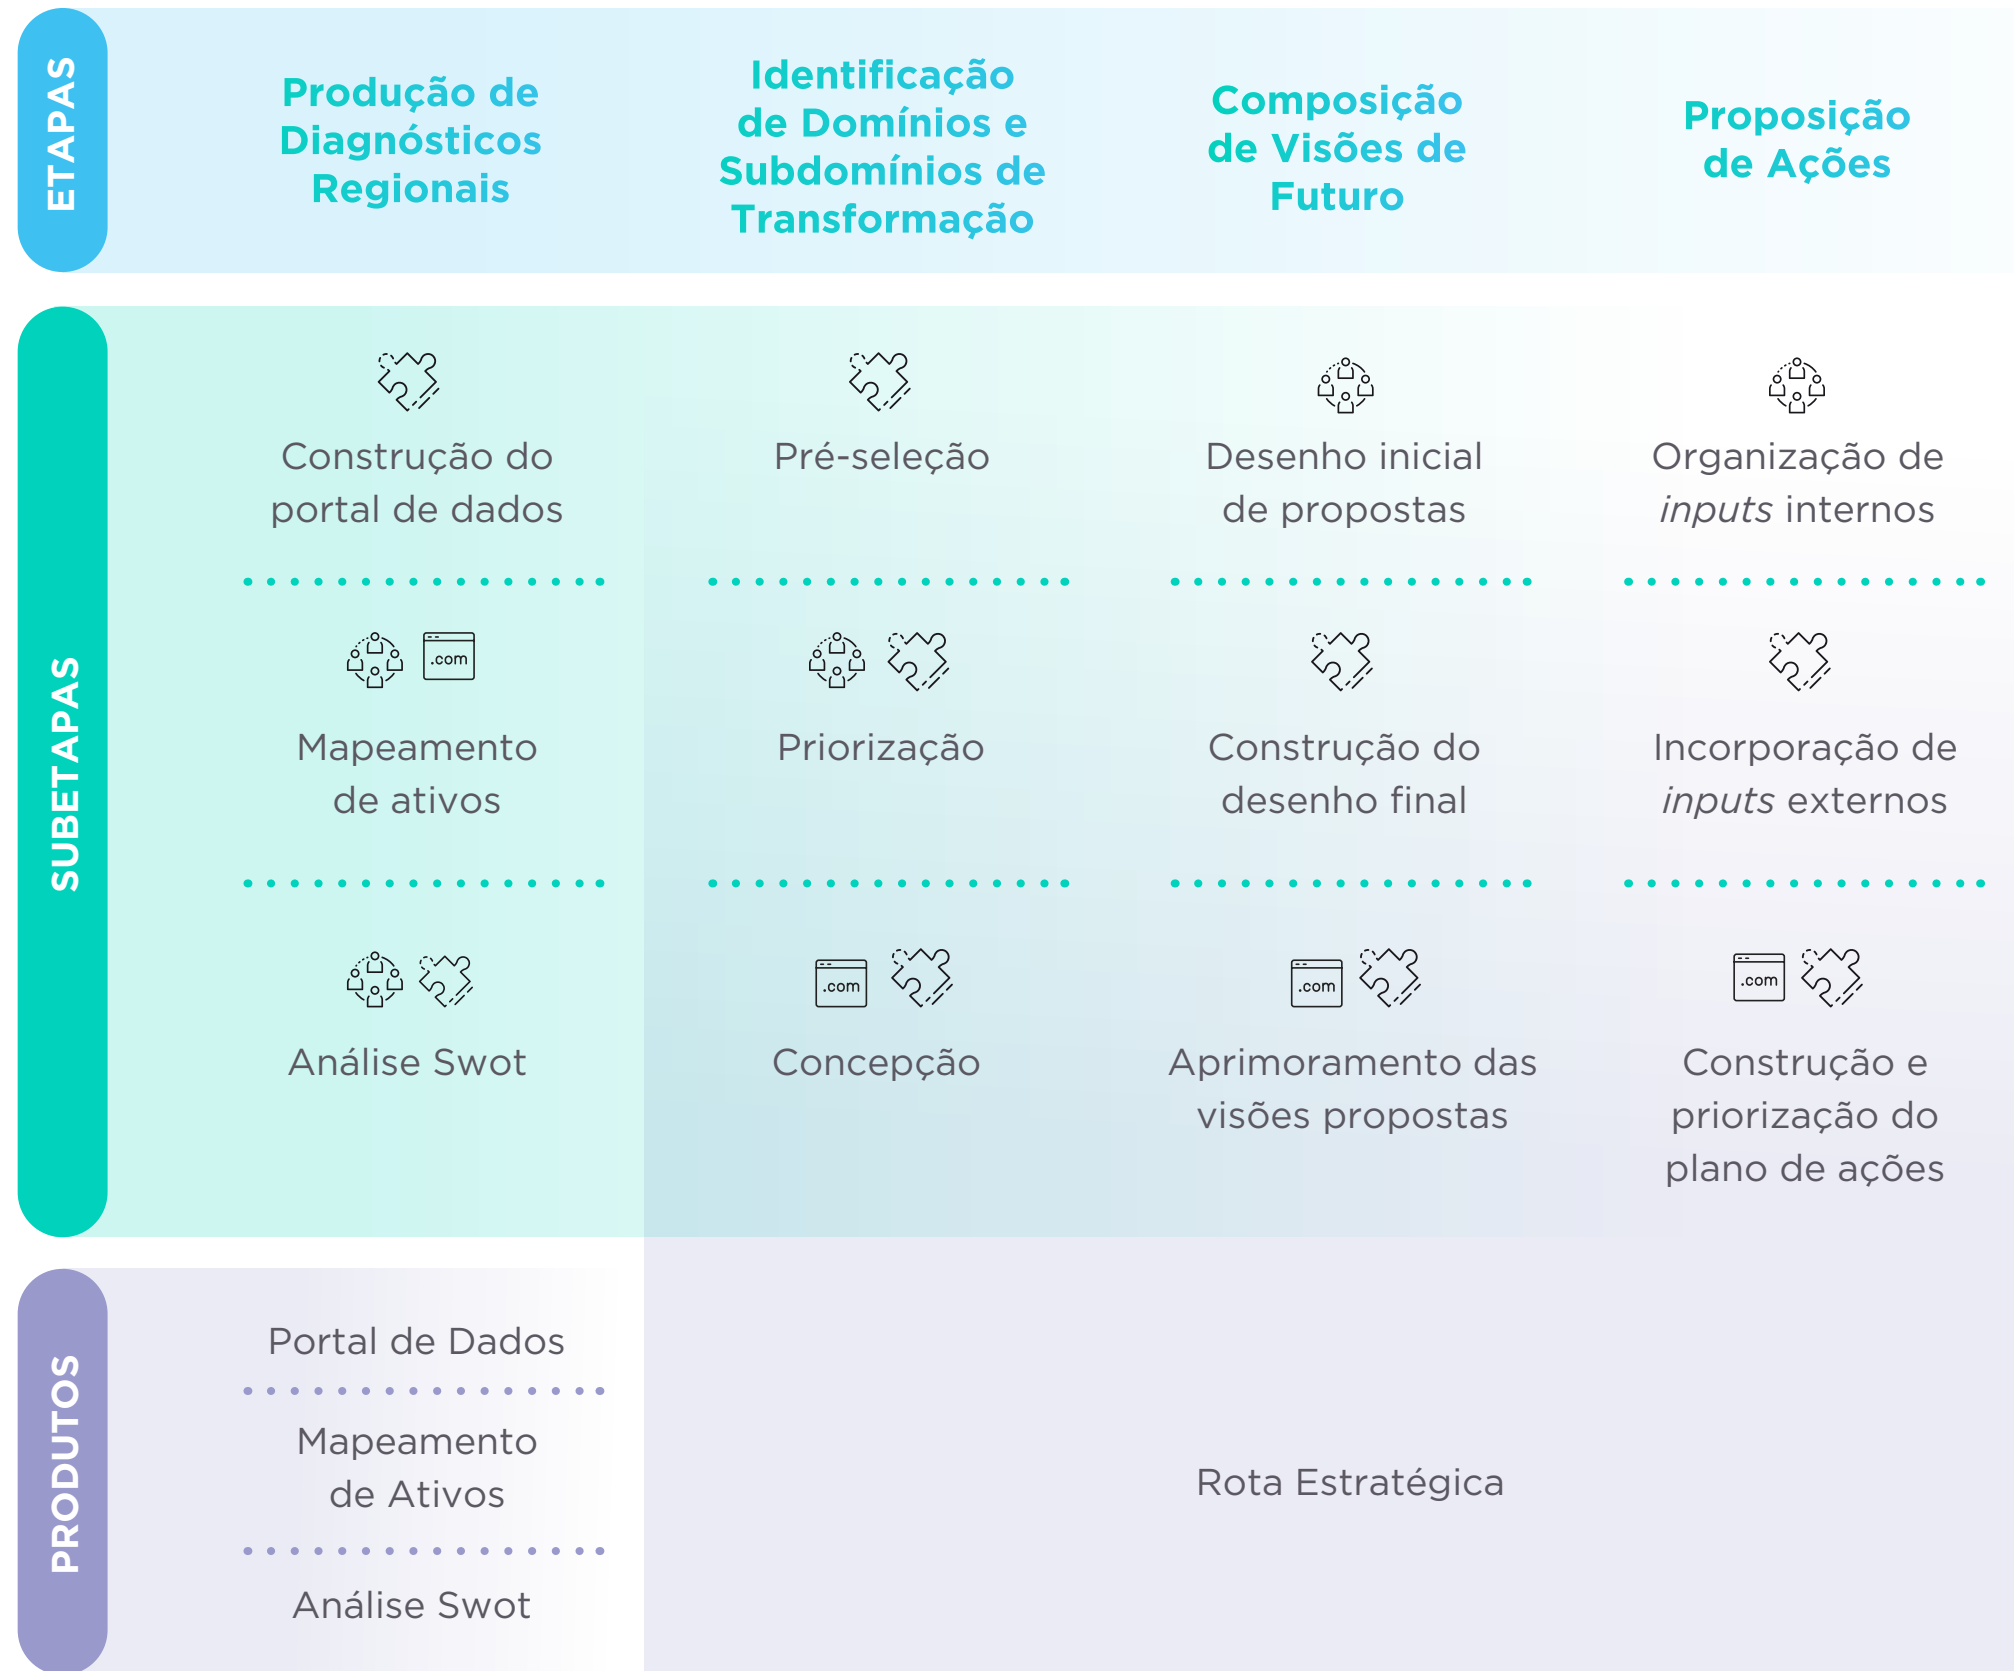 ETAPAS
Produção de
Diagnósticos
Regionais
Identificação
de Domínios e
Subdomínios de
Transformação
Composição
de Visões de
Futuro
Proposição
de Ações
SUBETAPAS
Construção do
portal de dados
Pré-seleção
Desenho inicial
de propostas
Organização de
inputs internos
.com
Mapeamento
de ativos
Priorização
Construção do
desenho final
Incorporação de
inputs externos
Análise Swot
.com
Concepção
.com
Aprimoramento das
visões propostas
.com
Construção e
priorização do
plano de ações
PRODUTOS
Portal de Dados
Mapeamento
de Ativos
Análise Swot
Rota Estratégica